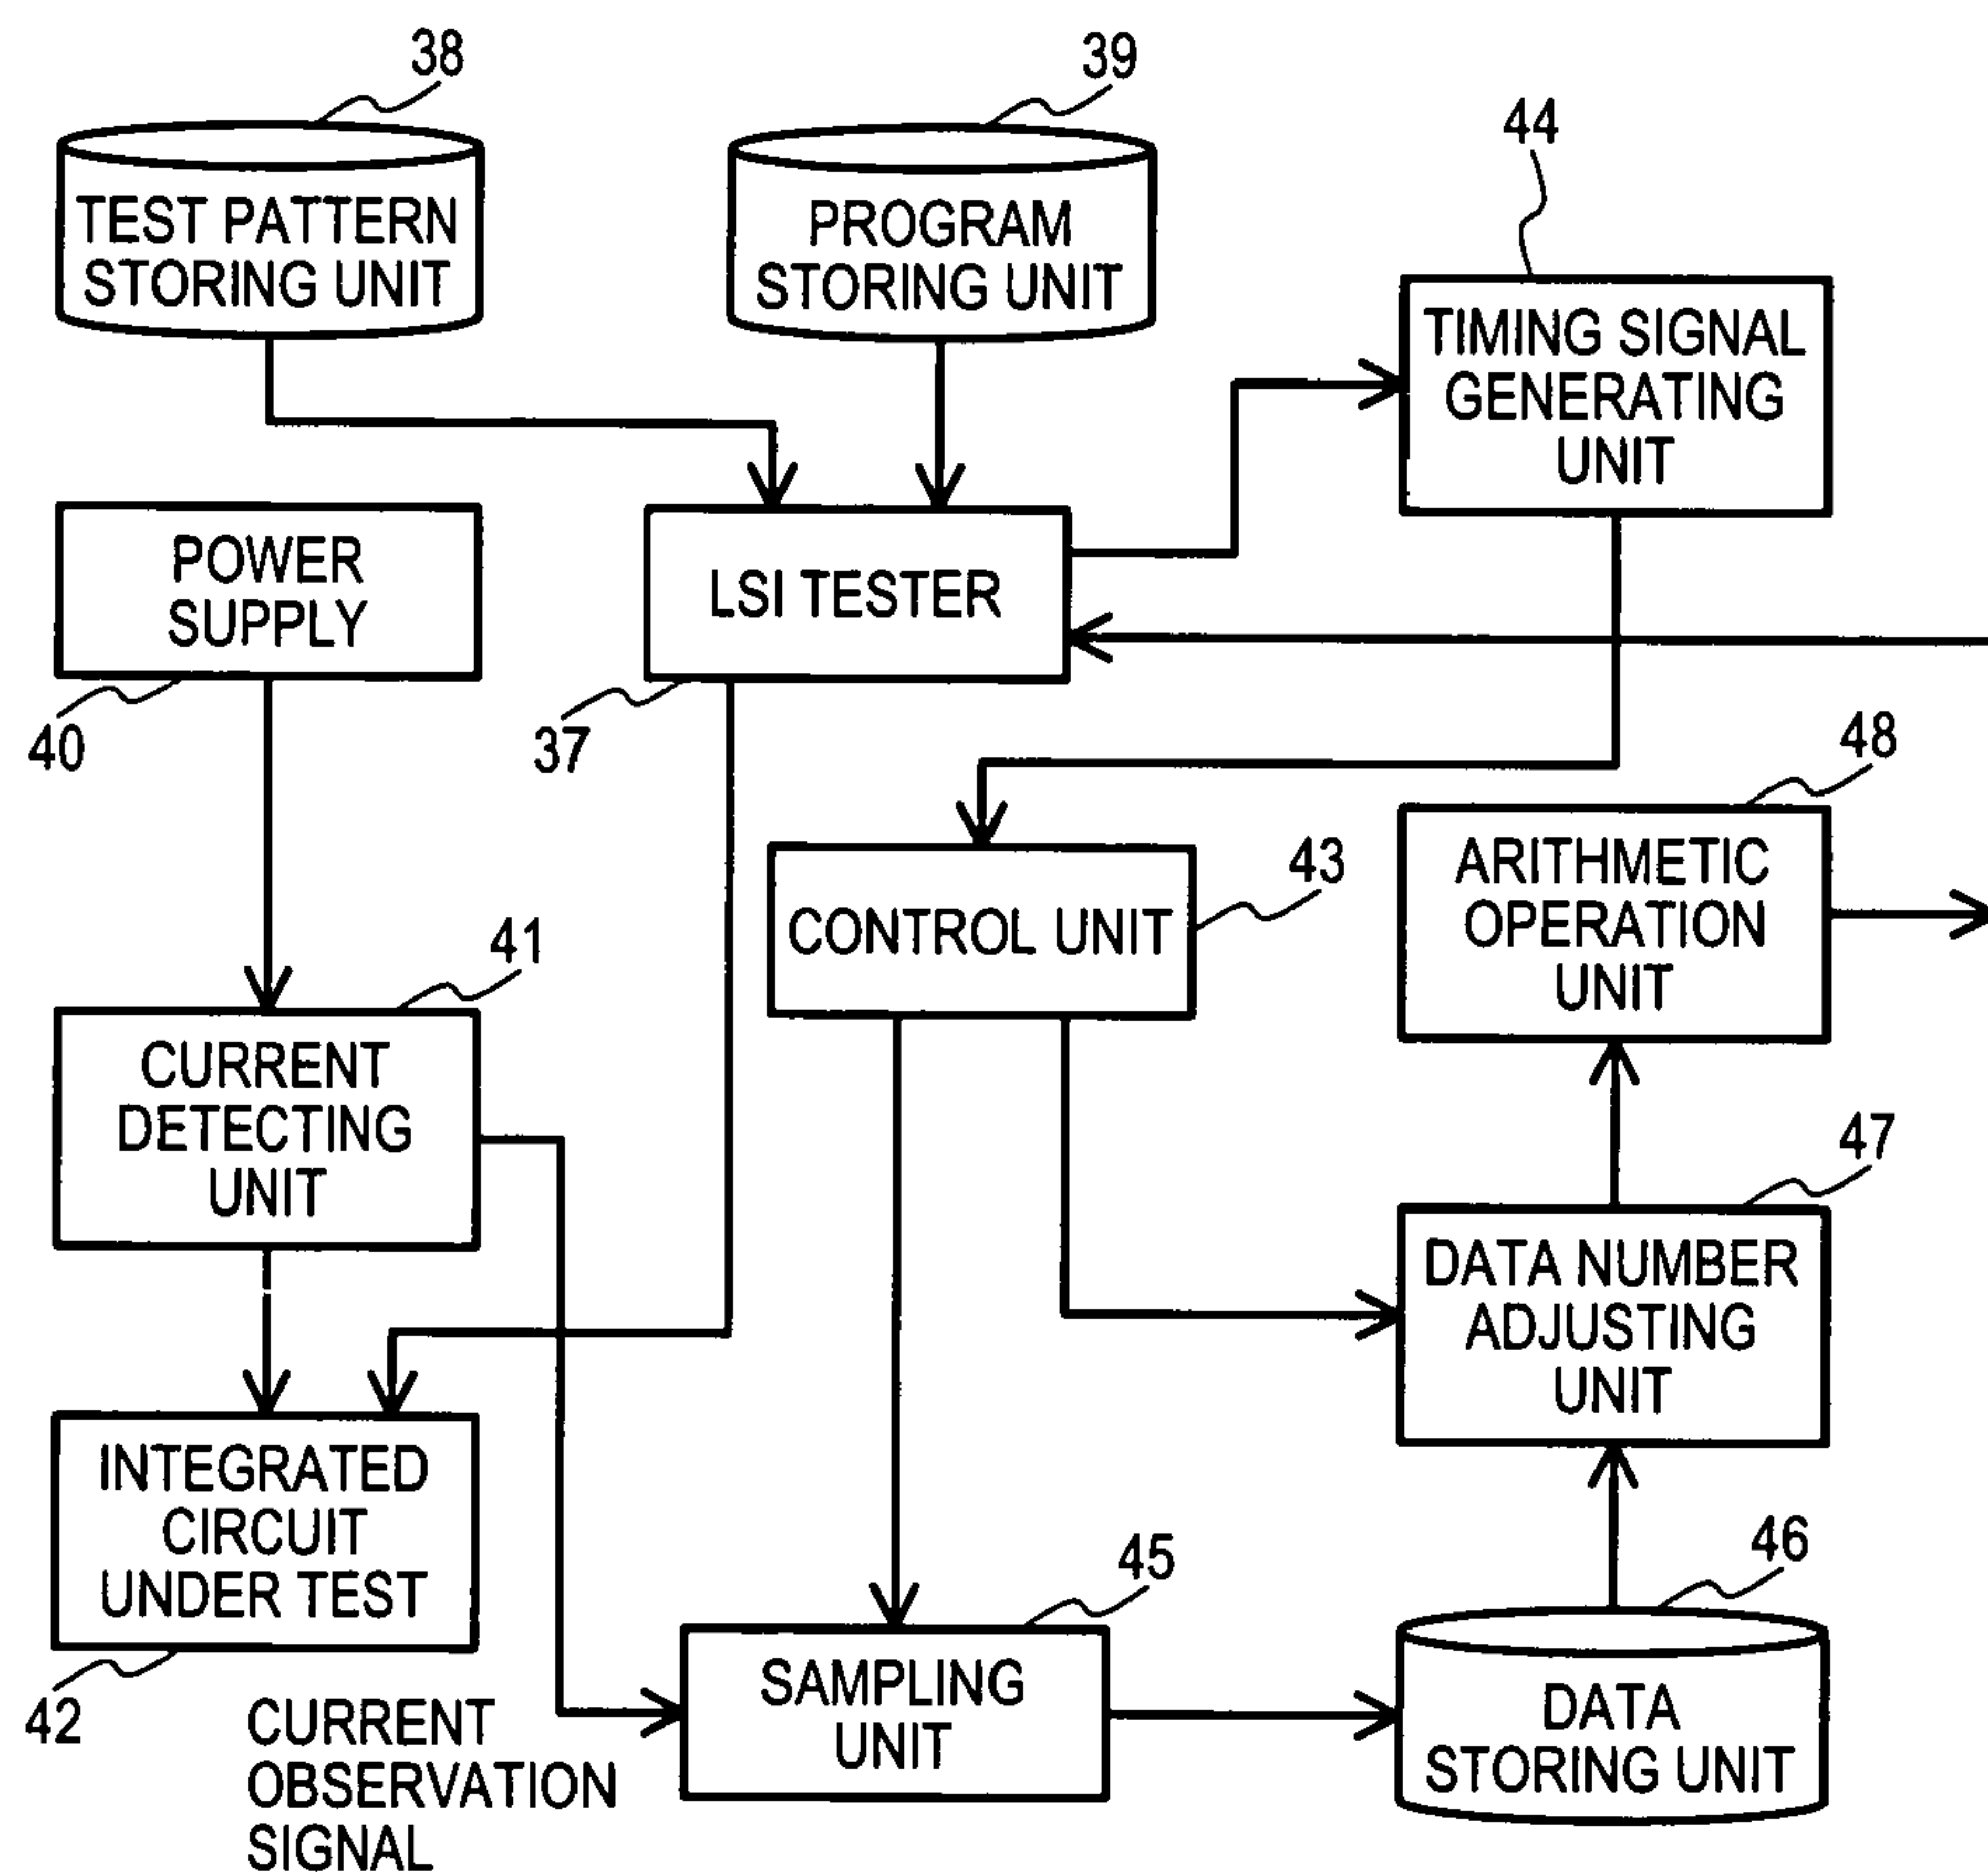 38
39
44
TEST PATTERN
STORING UNIT
PROGRAM
STORING UNIT
TIMING SIGNAL
GENERATING
UNIT
POWER
SUPPLY
LSI TESTER
40
37
48
43
ARITHMETIC
OPERATION
UNIT
CONTROL UNIT
41
CURRENT
DETECTING
UNIT
47
DATA NUMBER
ADJUSTING
UNIT
INTEGRATED
CIRCUIT
UNDER TEST
45
46
42
SAMPLING
UNIT
DATA
STORING UNIT
CURRENT
OBSERVATION
SIGNAL